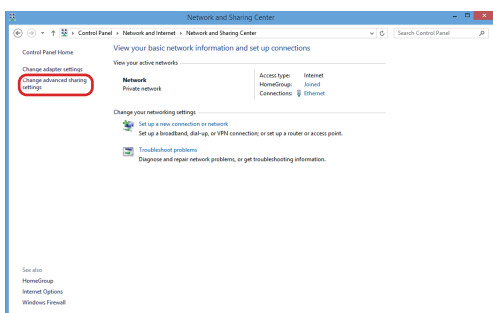 Network and Sharing Center
Control Panel › Network and Internet › Network and Sharing Center
Search Control Panel
Control Panel Home
Change adapter settings
Change advanced sharing
settings
View your basic network information and set up connections
View your active networks
Network
Private network
Access type: Internet
HomeGroup: Joined
Connections: Ethernet
Change your networking settings
Set up a new connection or network
Set up a broadband, dial-up, or VPN connection; or set up a router or access point.
Troubleshoot problems
Diagnose and repair network problems, or get troubleshooting information.
See also
HomeGroup
Internet Options
Windows Firewall